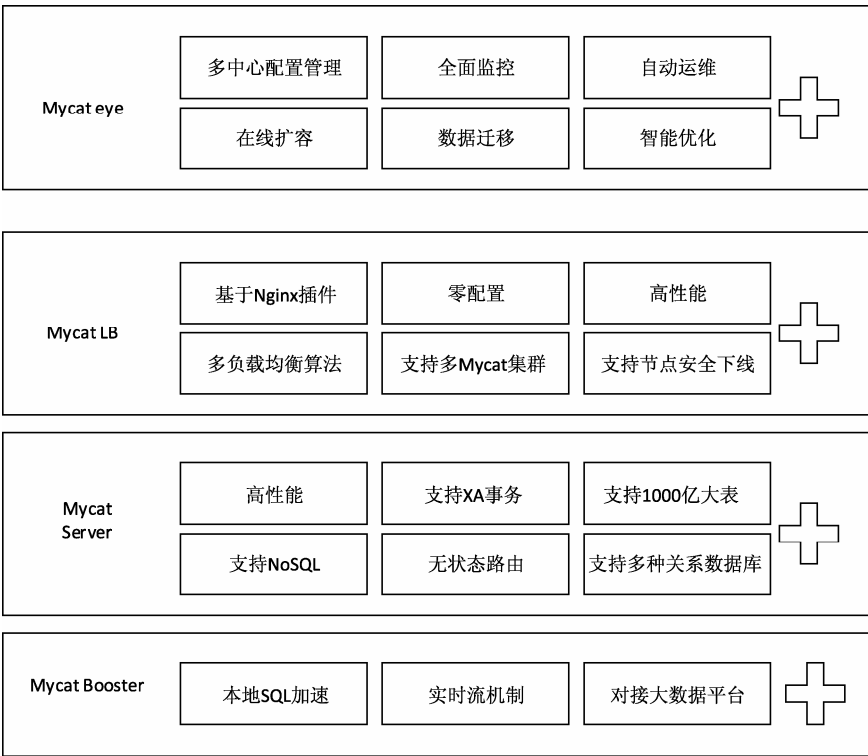 Mycat eye
多中心配置管理
全面监控
自动运维
在线扩容
数据迁移
智能优化
Mycat LB
基于Nginx插件
零配置
高性能
多负载均衡算法
支持多Mycat集群
支持节点安全下线
Mycat
Server
高性能
支持XA事务
支持1000亿大表
支持NoSQL
无状态路由
支持多种关系数据库
Mycat Booster
本地SQL加速
实时流机制
对接大数据平台